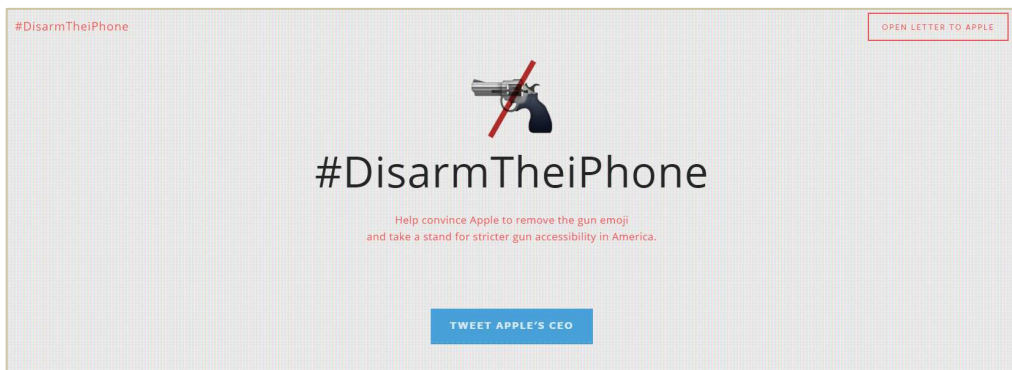 #DisarmTheiPhone
OPEN LETTER TO APPLE
#DisarmTheiPhone
Help convince Apple to remove the gun emoji
and take a stand for stricter gun accessibility in America.
TWEET APPLE'S CEO